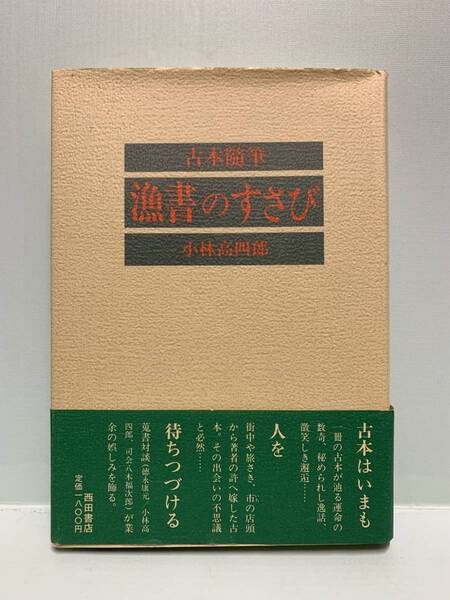 古本随筆
漁書のすさび
小林高四郎
古本はいまも
一冊の古本が辿る運命の
数奇、秘められし逸話、
微笑しき邂逅……
人を
街中や旅さき、市の店頭
から著者の許へ嫁した古
本。その出会いの不思議
と必然……
待ちつづける
蒐書対談（徳永康元、小林高
四郎、司会八木福次郎）が業
余の娯しみを飾る。
西田書店
定価一八〇〇円